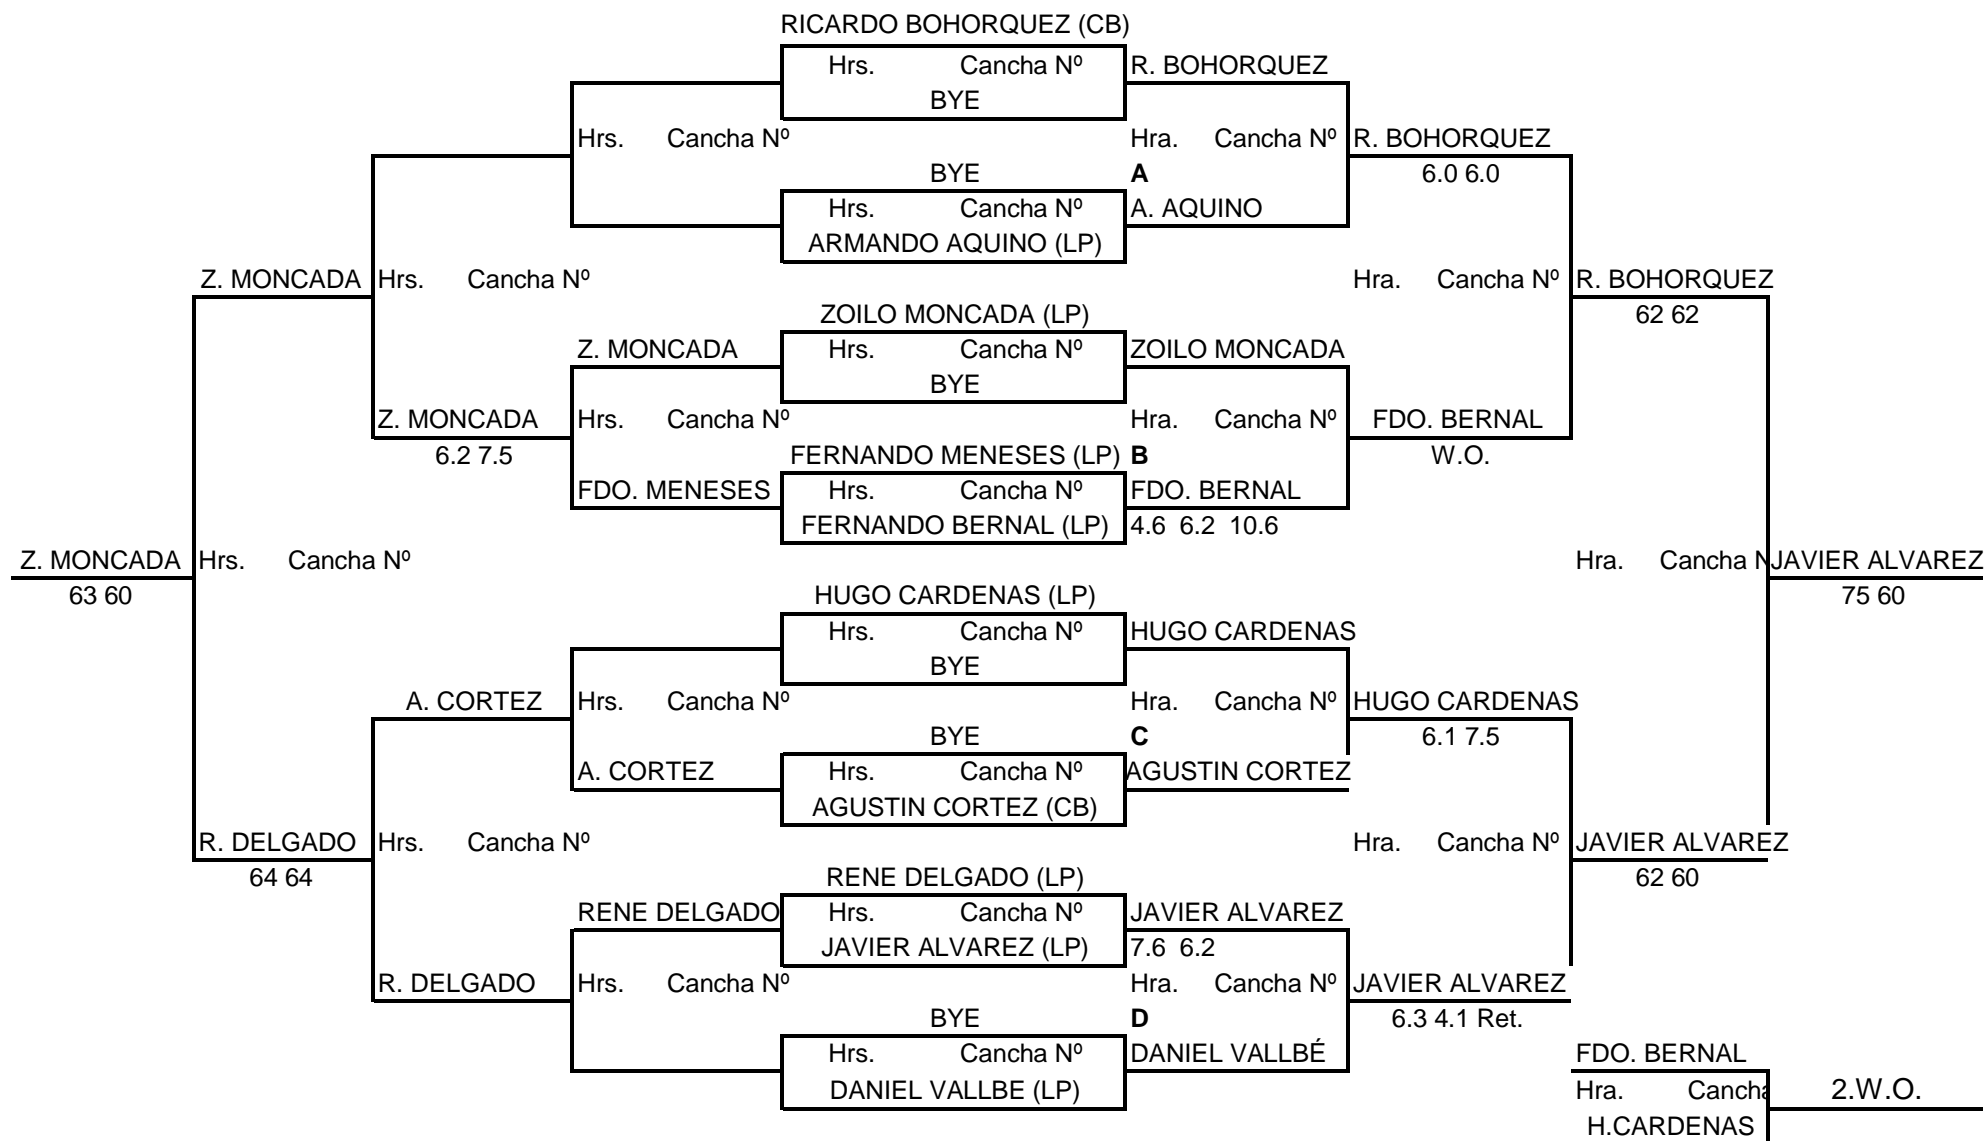 RICARDO BOHORQUEZ (CB)
Hrs. Cancha Nº R. BOHORQUEZ
BYE
Hrs. Cancha Nº Hra. Cancha Nº R. BOHORQUEZ
BYE A 6.0 6.0
Hrs. Cancha Nº A. AQUINO
ARMANDO AQUINO (LP)
Z. MONCADA Hrs. Cancha Nº Hra. Cancha Nº R. BOHORQUEZ
ZOILO MONCADA (LP) 62 62
Z. MONCADA Hrs. Cancha Nº ZOILO MONCADA
BYE
Z. MONCADA Hrs. Cancha Nº Hra. Cancha Nº FDO. BERNAL
6.2 7.5 FERNANDO MENESES (LP) B W.O.
FDO. MENESES Hrs. Cancha Nº FDO. BERNAL
FERNANDO BERNAL (LP) 4.6 6.2 10.6
Z. MONCADA Hrs. Cancha Nº Hra. Cancha N JAVIER ALVAREZ
63 60 HUGO CARDENAS (LP) 75 60
Hrs. Cancha Nº HUGO CARDENAS
BYE
A. CORTEZ Hrs. Cancha Nº Hra. Cancha Nº HUGO CARDENAS
BYE C 6.1 7.5
A. CORTEZ Hrs. Cancha Nº AGUSTIN CORTEZ
AGUSTIN CORTEZ (CB)
R. DELGADO Hrs. Cancha Nº Hra. Cancha Nº JAVIER ALVAREZ
64 64 RENE DELGADO (LP) 62 60
RENE DELGADO Hrs. Cancha Nº JAVIER ALVAREZ
JAVIER ALVAREZ (LP) 7.6 6.2
R. DELGADO Hrs. Cancha Nº Hra. Cancha Nº JAVIER ALVAREZ
BYE D 6.3 4.1 Ret.
Hrs. Cancha Nº DANIEL VALLBÉ FDO. BERNAL
DANIEL VALLBE (LP) Hra. Cancha 2.W.O.
H.CARDENAS